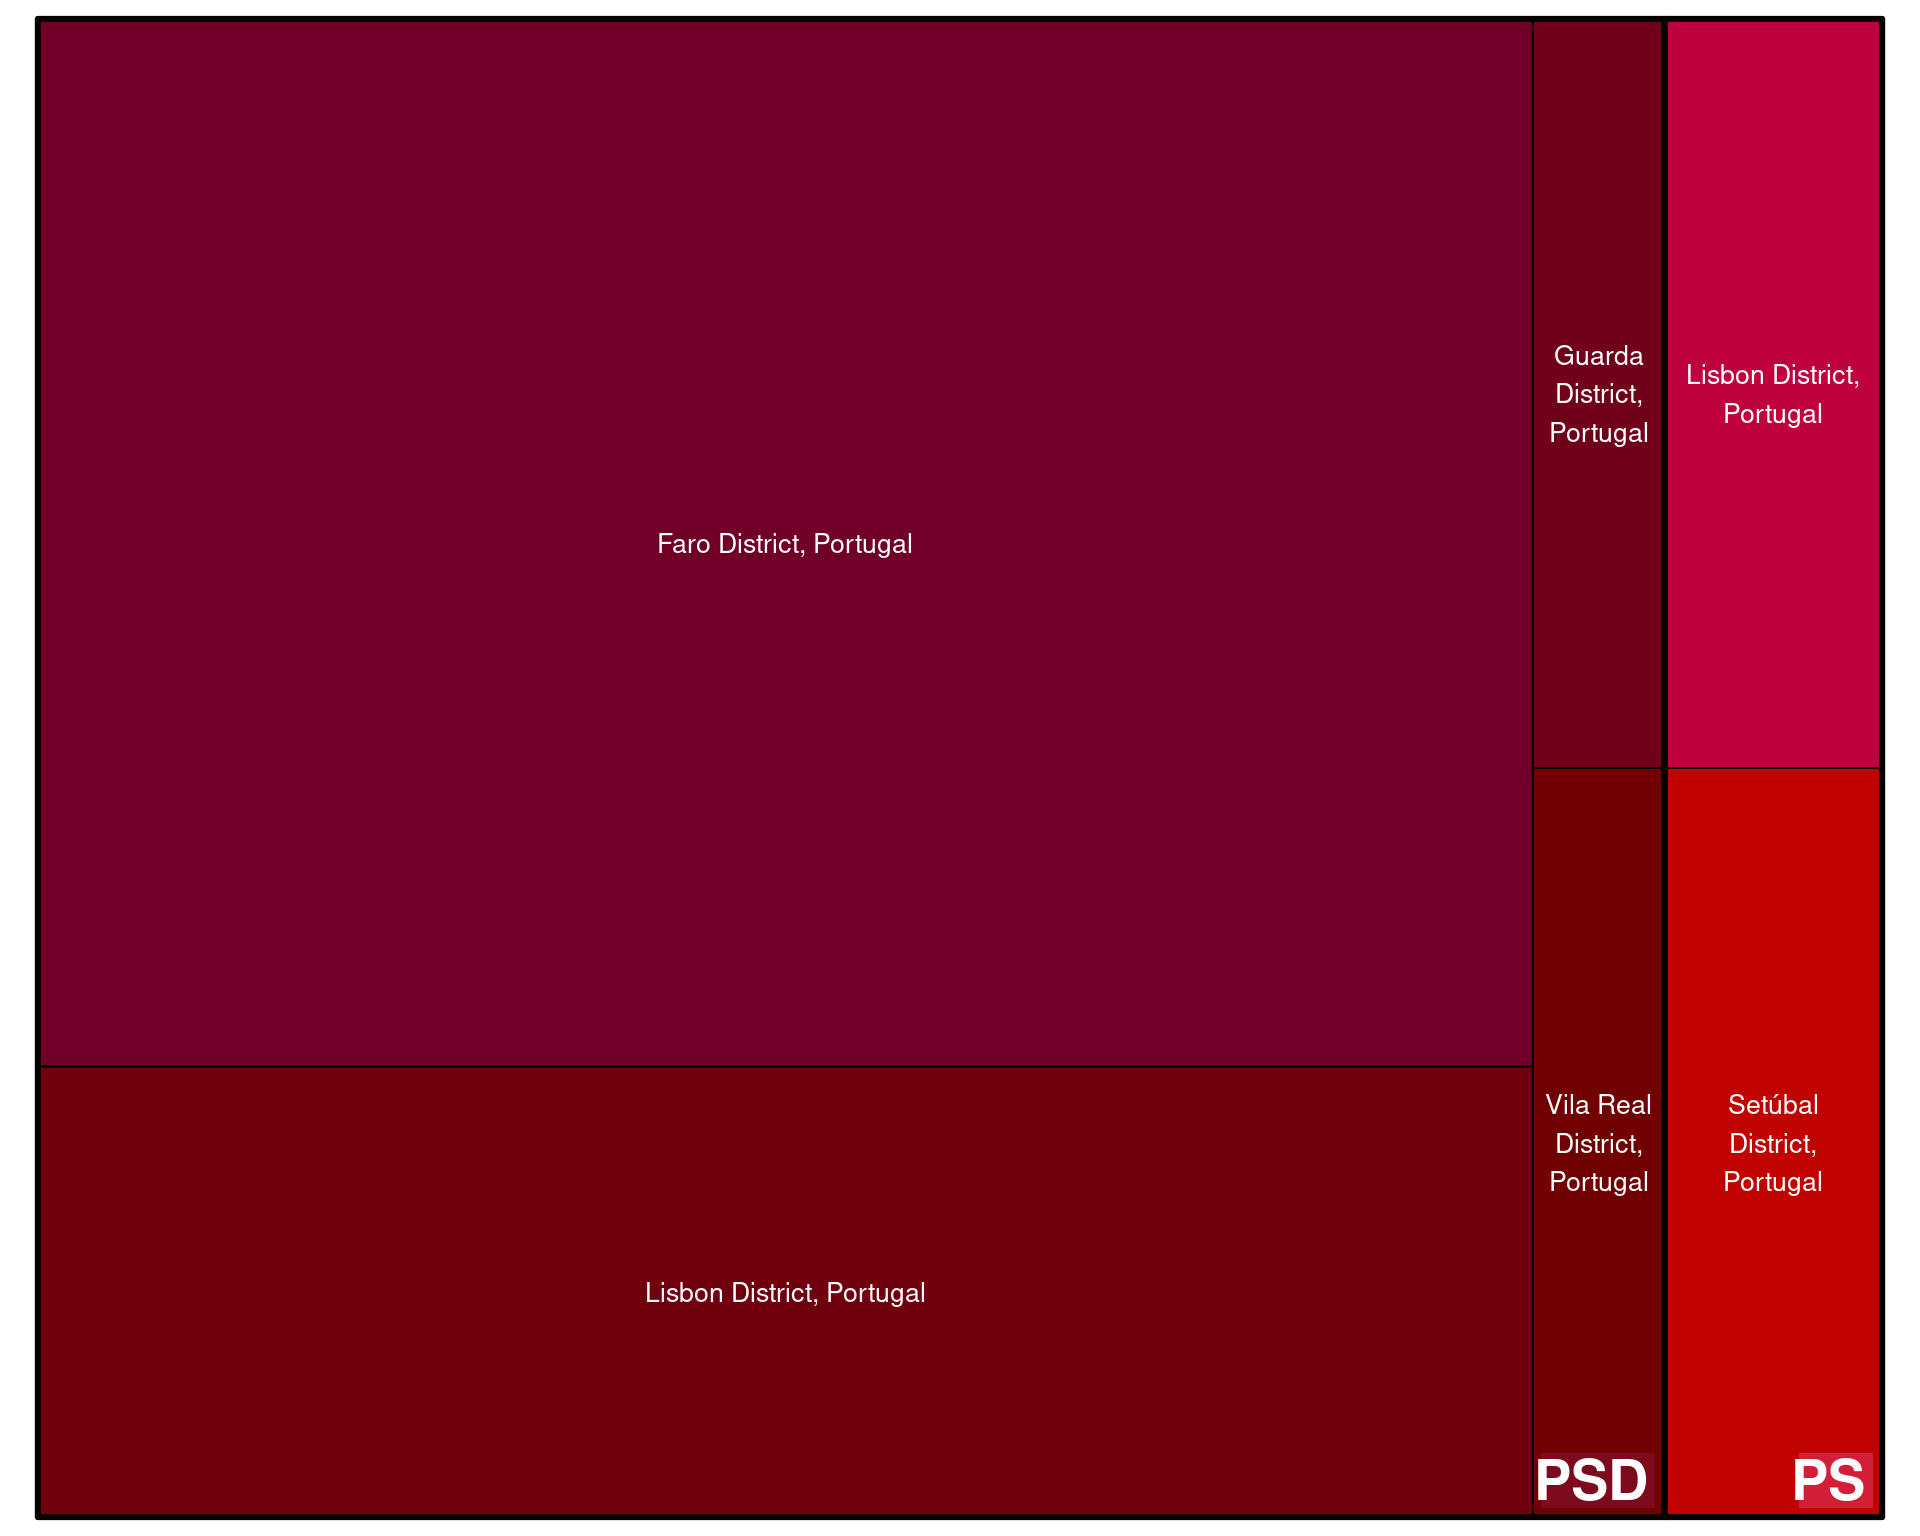 Faro District, Portugal
Lisbon District, Portugal
Guarda
District,
Portugal
Vila Real
District,
Portugal
PSD
Lisbon District,
Portugal
Setúbal
District,
Portugal
PS